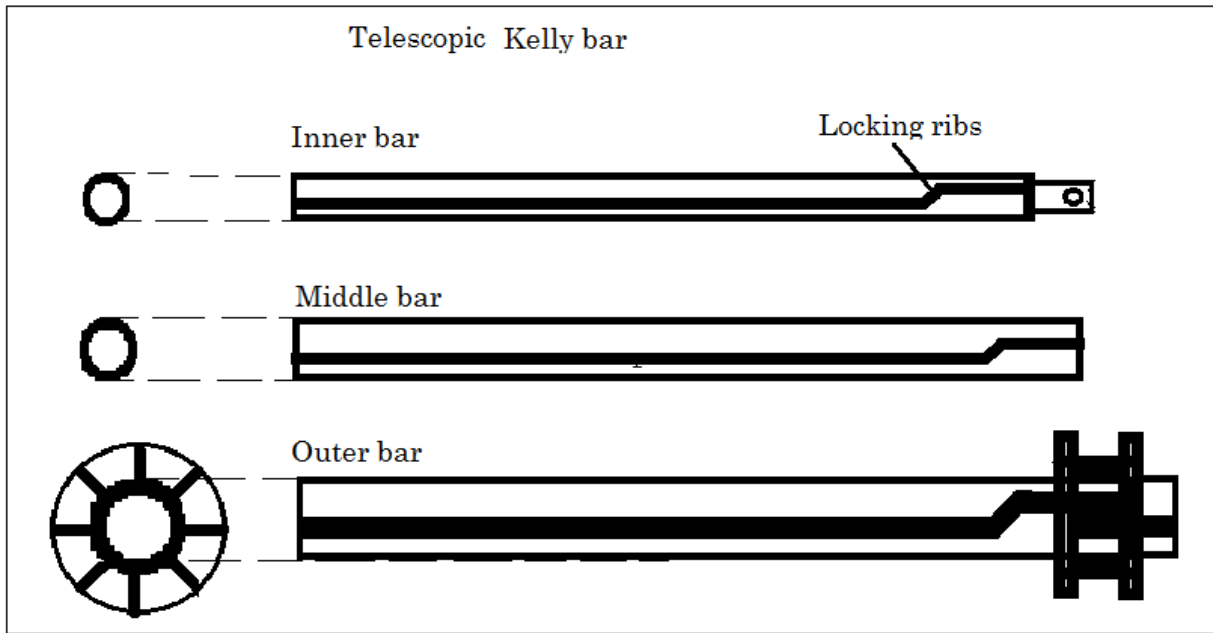 Telescopic Kelly bar
Inner bar
Locking ribs
Middle bar
Outer bar